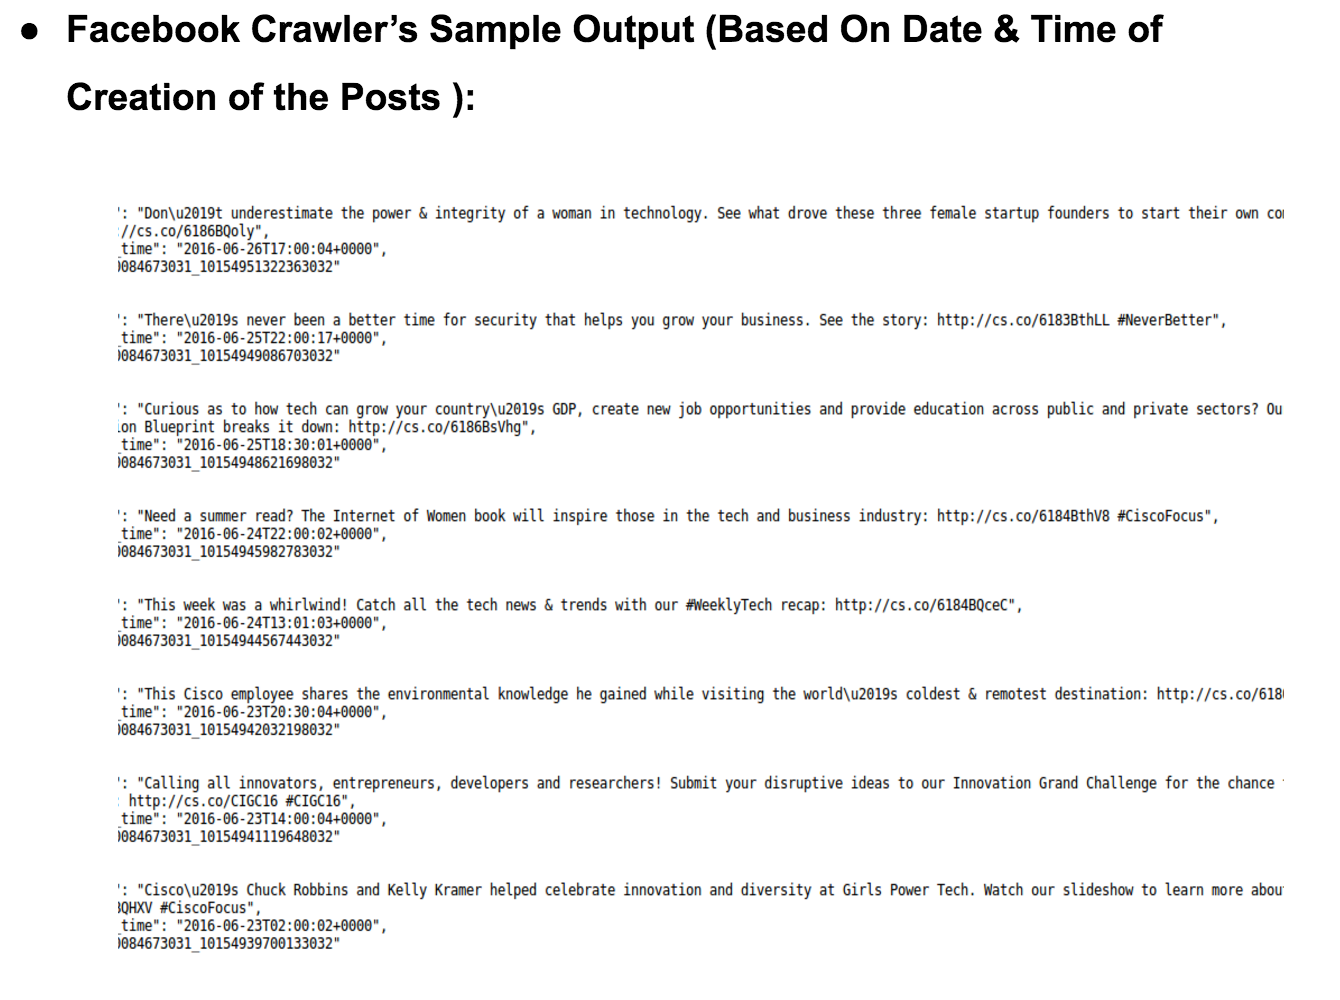 ● Facebook Crawler’s Sample Output (Based On Date & Time of
Creation of the Posts ):
': "Don\u2019t underestimate the power & integrity of a woman in technology. See what drove these three female startup founders to start their own
://cs.co/6186BQoly",
_time": "2016-06-26T17:00:04+0000",
0084673031_10154951322363032"
': "There\u2019s never been a better time for security that helps you grow your business. See the story: http://cs.co/6183BthLL #NeverBetter",
_time": "2016-06-25T22:00:17+0000",
0084673031_10154949086703032"
': "Curious as to how tech can grow your country\u2019s GDP, create new job opportunities and provide education across public and private sectors? Ou
ion Blueprint breaks it down: http://cs.co/6186BsVhg",
_time": "2016-06-25T18:30:01+0000",
0084673031_10154948621698032"
': "Need a summer read? The Internet of Women book will inspire those in the tech and business industry: http://cs.co/6184BthV8 #CiscoFocus",
_time": "2016-06-24T22:00:02+0000",
0084673031_10154945982783032"
': "This week was a whirlwind! Catch all the tech news & trends with our #WeeklyTech recap: http://cs.co/6184BQceC",
_time": "2016-06-24T13:01:03+0000",
0084673031_10154944567443032"
': "This Cisco employee shares the environmental knowledge he gained while visiting the world\u2019s coldest & remotest destination: http://cs.co/618
_time": "2016-06-23T20:30:04+0000",
0084673031_10154942032198032"
': "Calling all innovators, entrepreneurs, developers and researchers! Submit your disruptive ideas to our Innovation Grand Challenge for the chance
: http://cs.co/CIGC16 #CIGC16",
_time": "2016-06-23T14:00:04+0000",
0084673031_10154941119648032"
': "Cisco\u2019s Chuck Robbins and Kelly Kramer helped celebrate innovation and diversity at Girls Power Tech. Watch our slideshow to learn more abou
BQHXV #CiscoFocus",
_time": "2016-06-23T02:00:02+0000",
0084673031_10154939700133032"